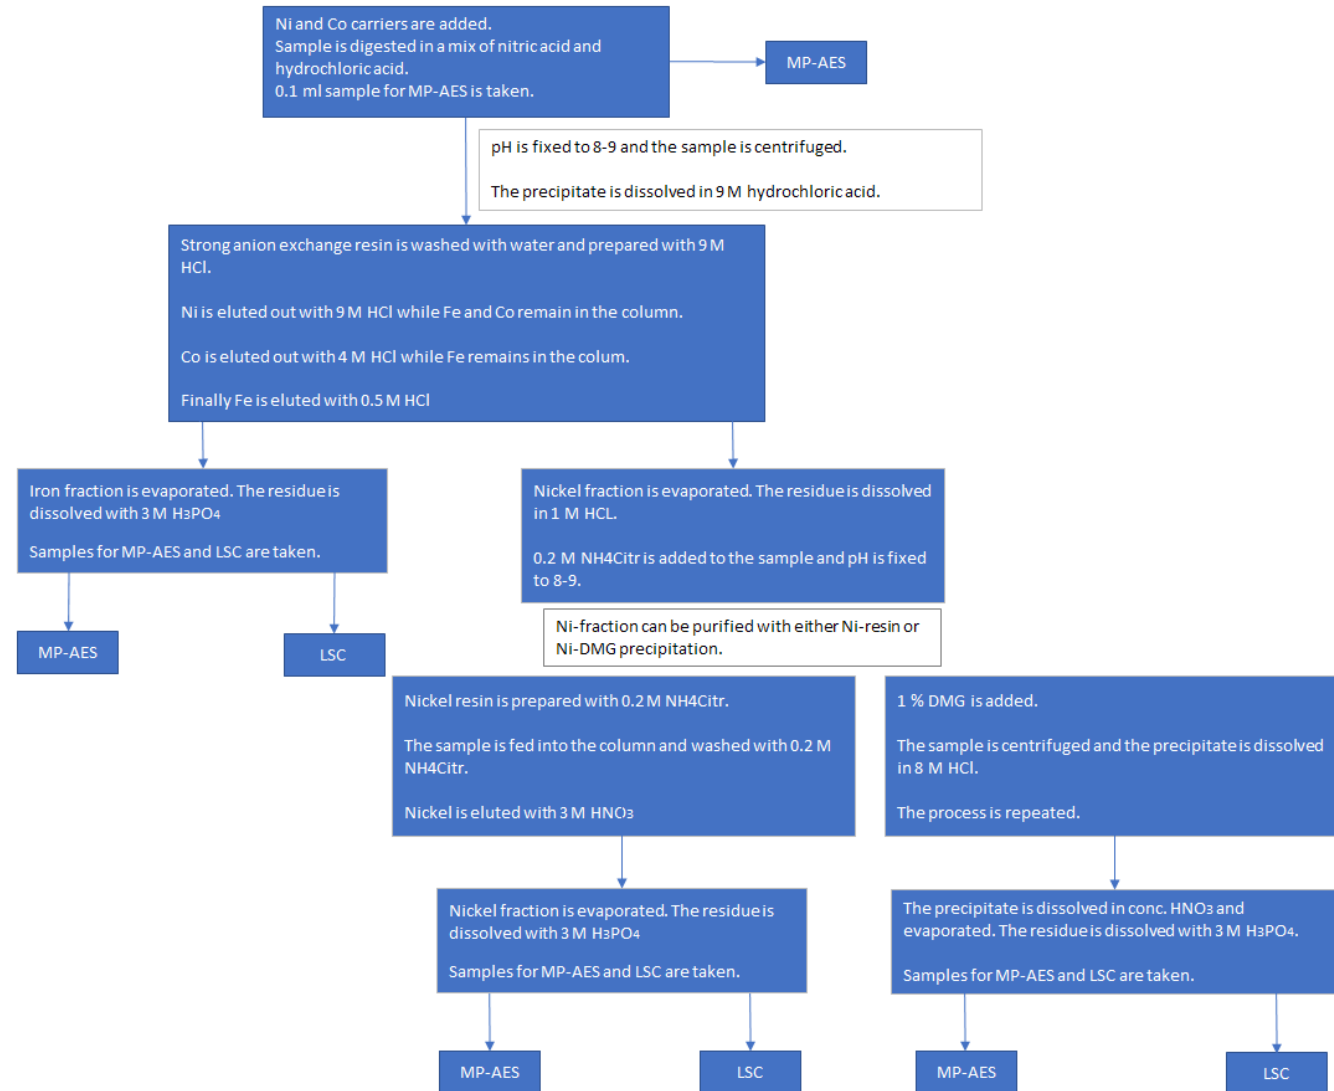 Ni and Co carriers are added.
Sample is digested in a mix of nitric acid and
hydrochloric acid.
0.1 ml sample for MP-AES is taken.
MP-AES
pH is fixed to 8-9 and the sample is centrifuged.
The precipitate is dissolved in 9 M hydrochloric acid.
Strong anion exchange resin is washed with water and prepared with 9 M
HCl.
Ni is eluted out with 9 M HCl while Fe and Co remain in the column.
Co is eluted out with 4 M HCl while Fe remains in the colum.
Finally Fe is eluted with 0.5 M HCl
Iron fraction is evaporated. The residue is
dissolved with 3 M H₃PO₄
Samples for MP-AES and LSC are taken.
MP-AES
LSC
Nickel fraction is evaporated. The residue is dissolved
in 1 M HCL.
0.2 M NH4Citr is added to the sample and pH is fixed
to 8-9.
Ni-fraction can be purified with either Ni-resin or
Ni-DMG precipitation.
Nickel resin is prepared with 0.2 M NH4Citr.
The sample is fed into the column and washed with 0.2 M
NH4Citr.
Nickel is eluted with 3 M HNO₃
1 % DMG is added.
The sample is centrifuged and the precipitate is dissolved
in 8 M HCl.
The process is repeated.
Nickel fraction is evaporated. The residue is
dissolved with 3 M H₃PO₄
Samples for MP-AES and LSC are taken.
The precipitate is dissolved in conc. HNO₃ and
evaporated. The residue is dissolved with 3 M H₃PO₄.
Samples for MP-AES and LSC are taken.
MP-AES
LSC
MP-AES
LSC